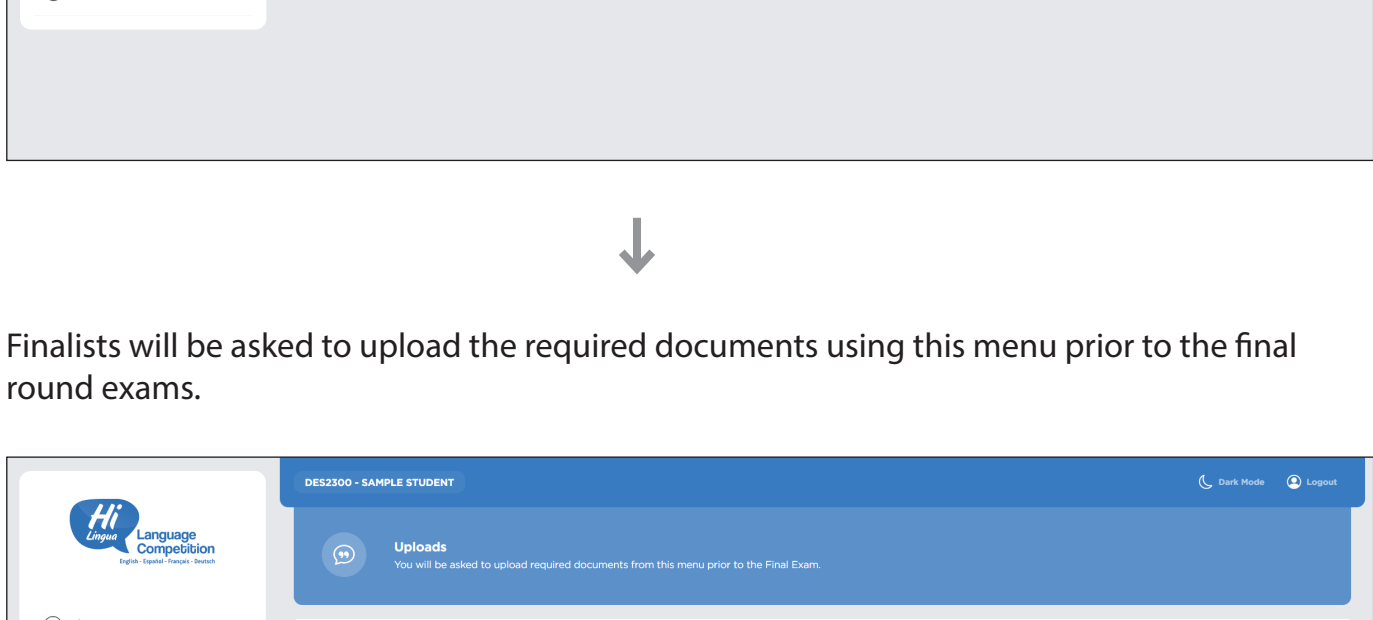 Finalists will be asked to upload the required documents using this menu prior to the final
round exams.
DES2300 - SAMPLE STUDENT
Dark Mode
Logout
Hi
Lingua
Language
Competition
English - Español - Français - Deutsch
Uploads
You will be asked to upload required documents from this menu prior to the Final Exam.